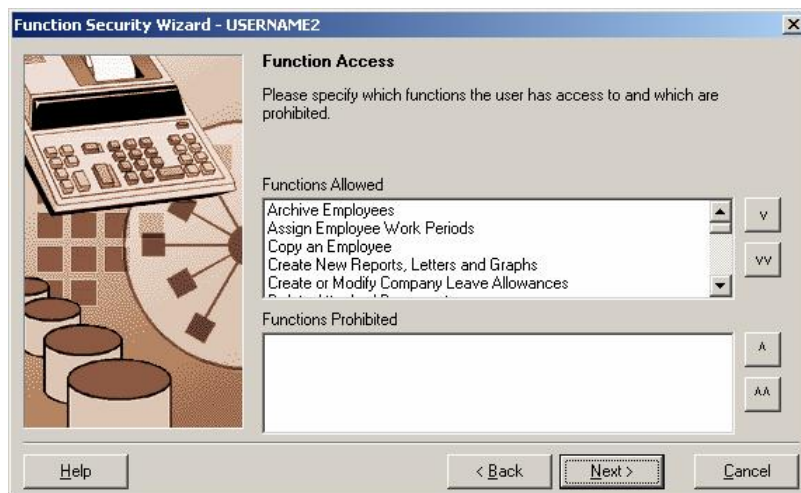 Function Security Wizard - USERNAME2
Function Access
Please specify which functions the user has access to and which are
prohibited.
Functions Allowed
Archive Employees
Assign Employee Work Periods
Copy an Employee
Create New Reports, Letters and Graphs
Create or Modify Company Leave Allowances
v
vv
Functions Prohibited
^
^^
Help
< Back
Next >
Cancel